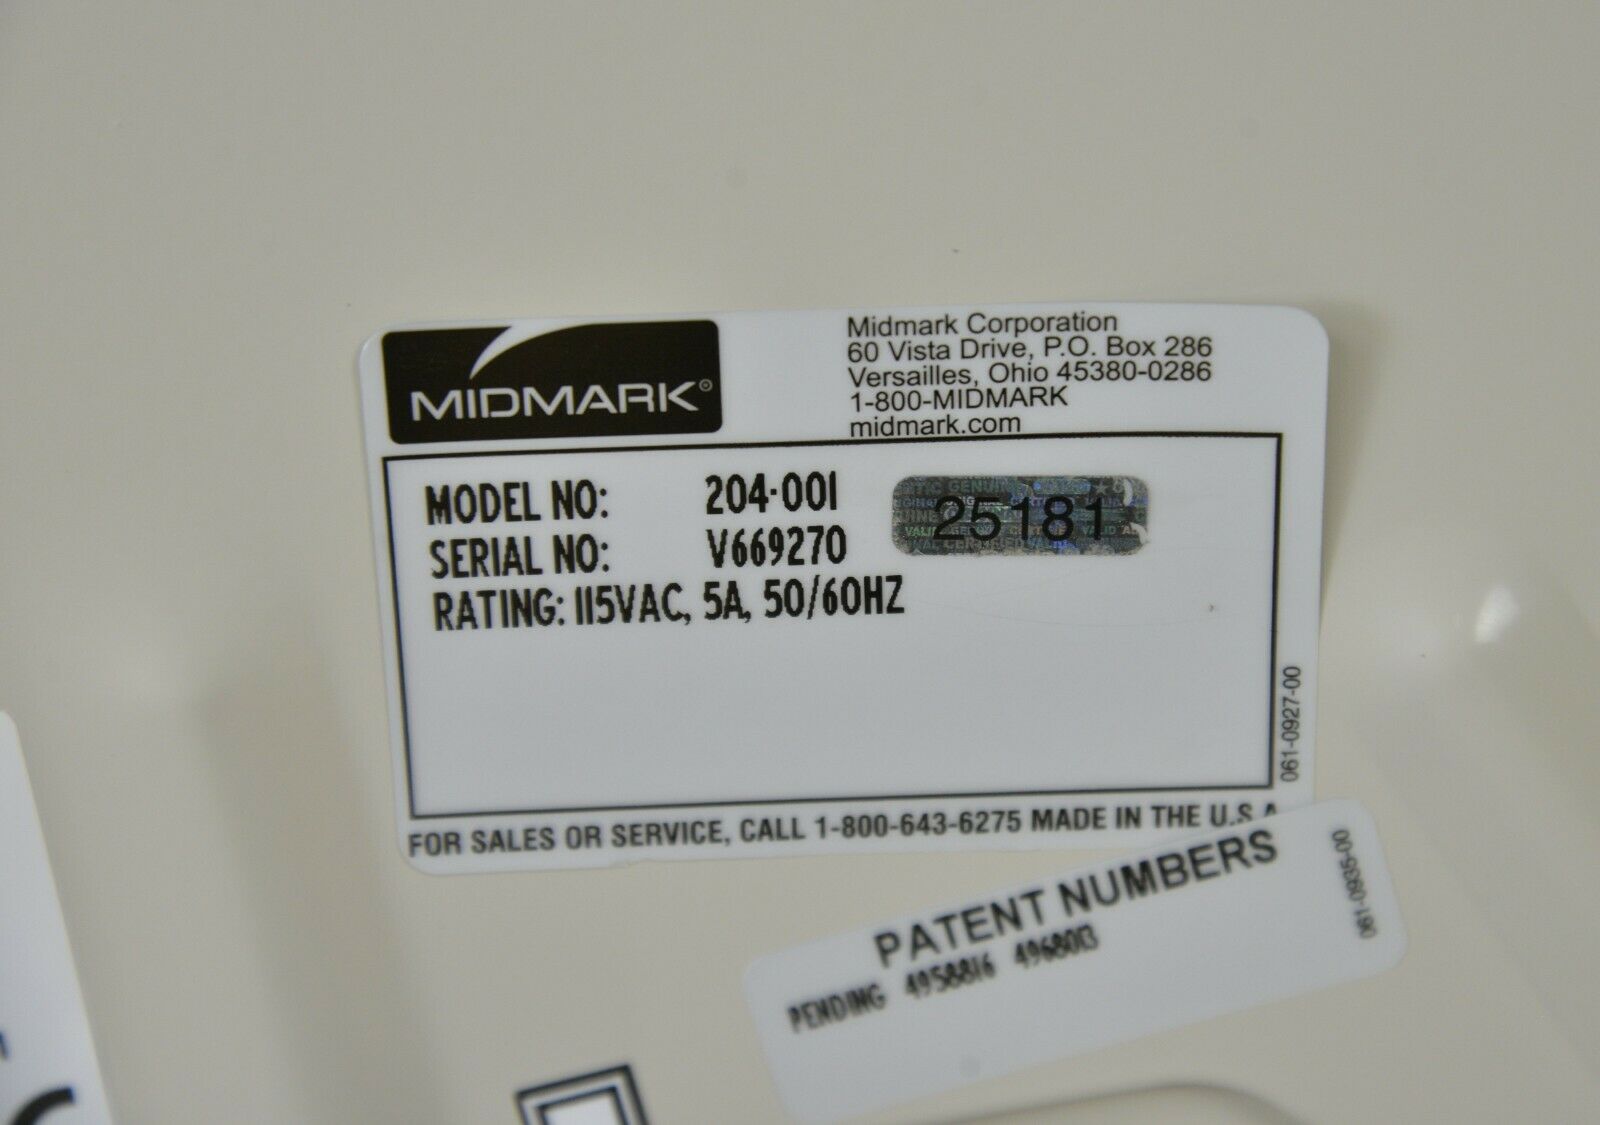 MIDMARK®
Midmark Corporation
60 Vista Drive, P.O. Box 286
Versailles, Ohio 45380-0286
1-800-MIDMARK
midmark.com
MODEL NO: 204-001
SERIAL NO: V669270
RATING: 115VAC, 5A, 50/60HZ
25181
061-0927-00
FOR SALES OR SERVICE, CALL 1-800-643-6275 MADE IN THE U.S.A
PATENT NUMBERS
PENDING 4958816 4968013
061-0935-00